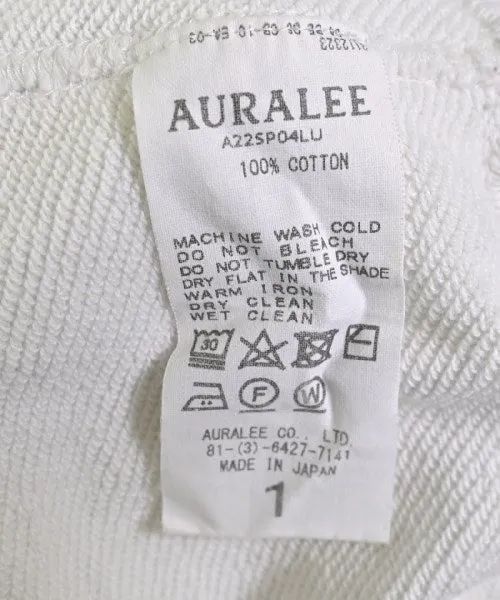 AURALEE
A22SP04LU
100% COTTON
MACHINE WASH COLD
DO NOT BLEACH
DO NOT TUMBLE DRY
DRY FLAT IN THE SHADE
WARM IRON
DRY CLEAN
WET CLEAN
30
F W
AURALEE CO., LTD.
81-(3)-6427-7141
MADE IN JAPAN
1